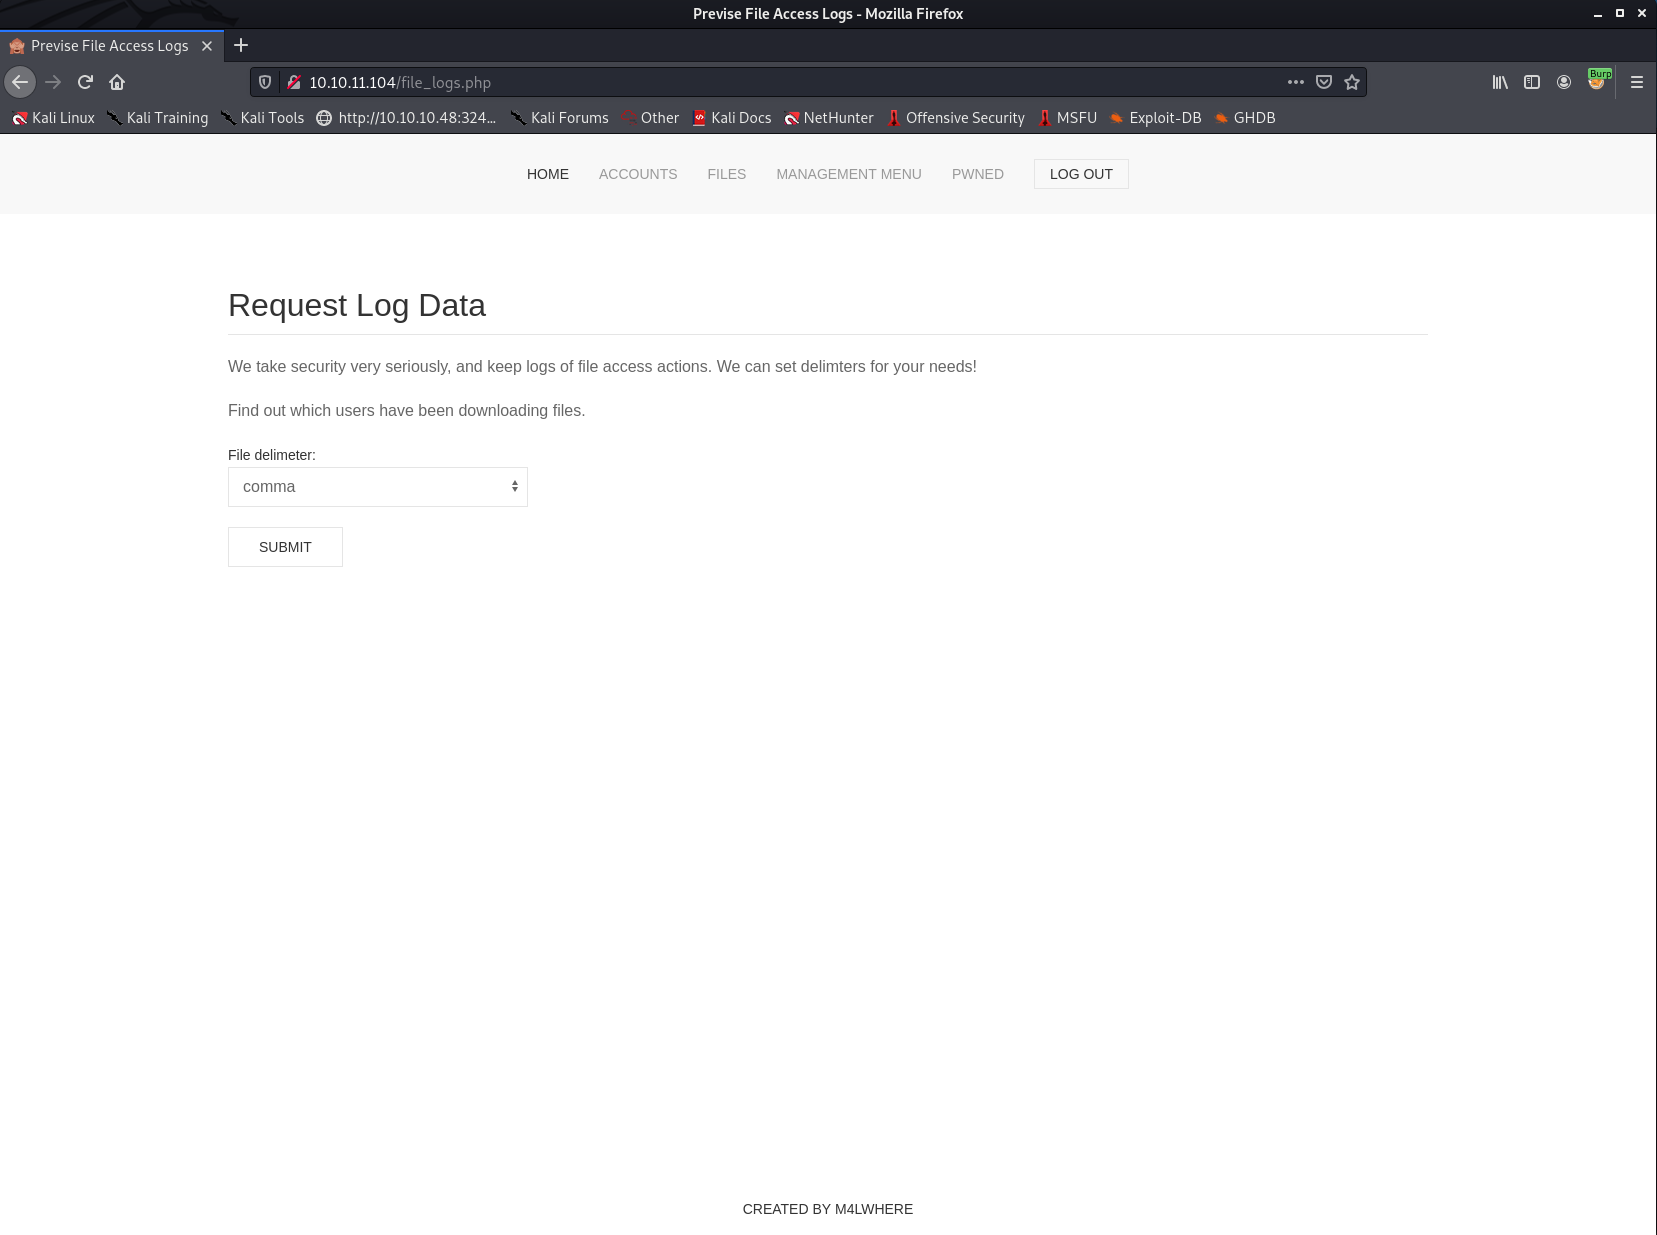 Previse File Access Logs - Mozilla Firefox
Previse File Access Logs
10.10.11.104/file_logs.php
Burp
Kali Linux Kali Training Kali Tools http://10.10.10.48:324... Kali Forums Other Kali Docs NetHunter Offensive Security MSFU Exploit-DB GHDB
HOME ACCOUNTS FILES MANAGEMENT MENU PWNED LOG OUT
Request Log Data
We take security very seriously, and keep logs of file access actions. We can set delimters for your needs!
Find out which users have been downloading files.
File delimeter:
comma
SUBMIT
CREATED BY M4LWHERE